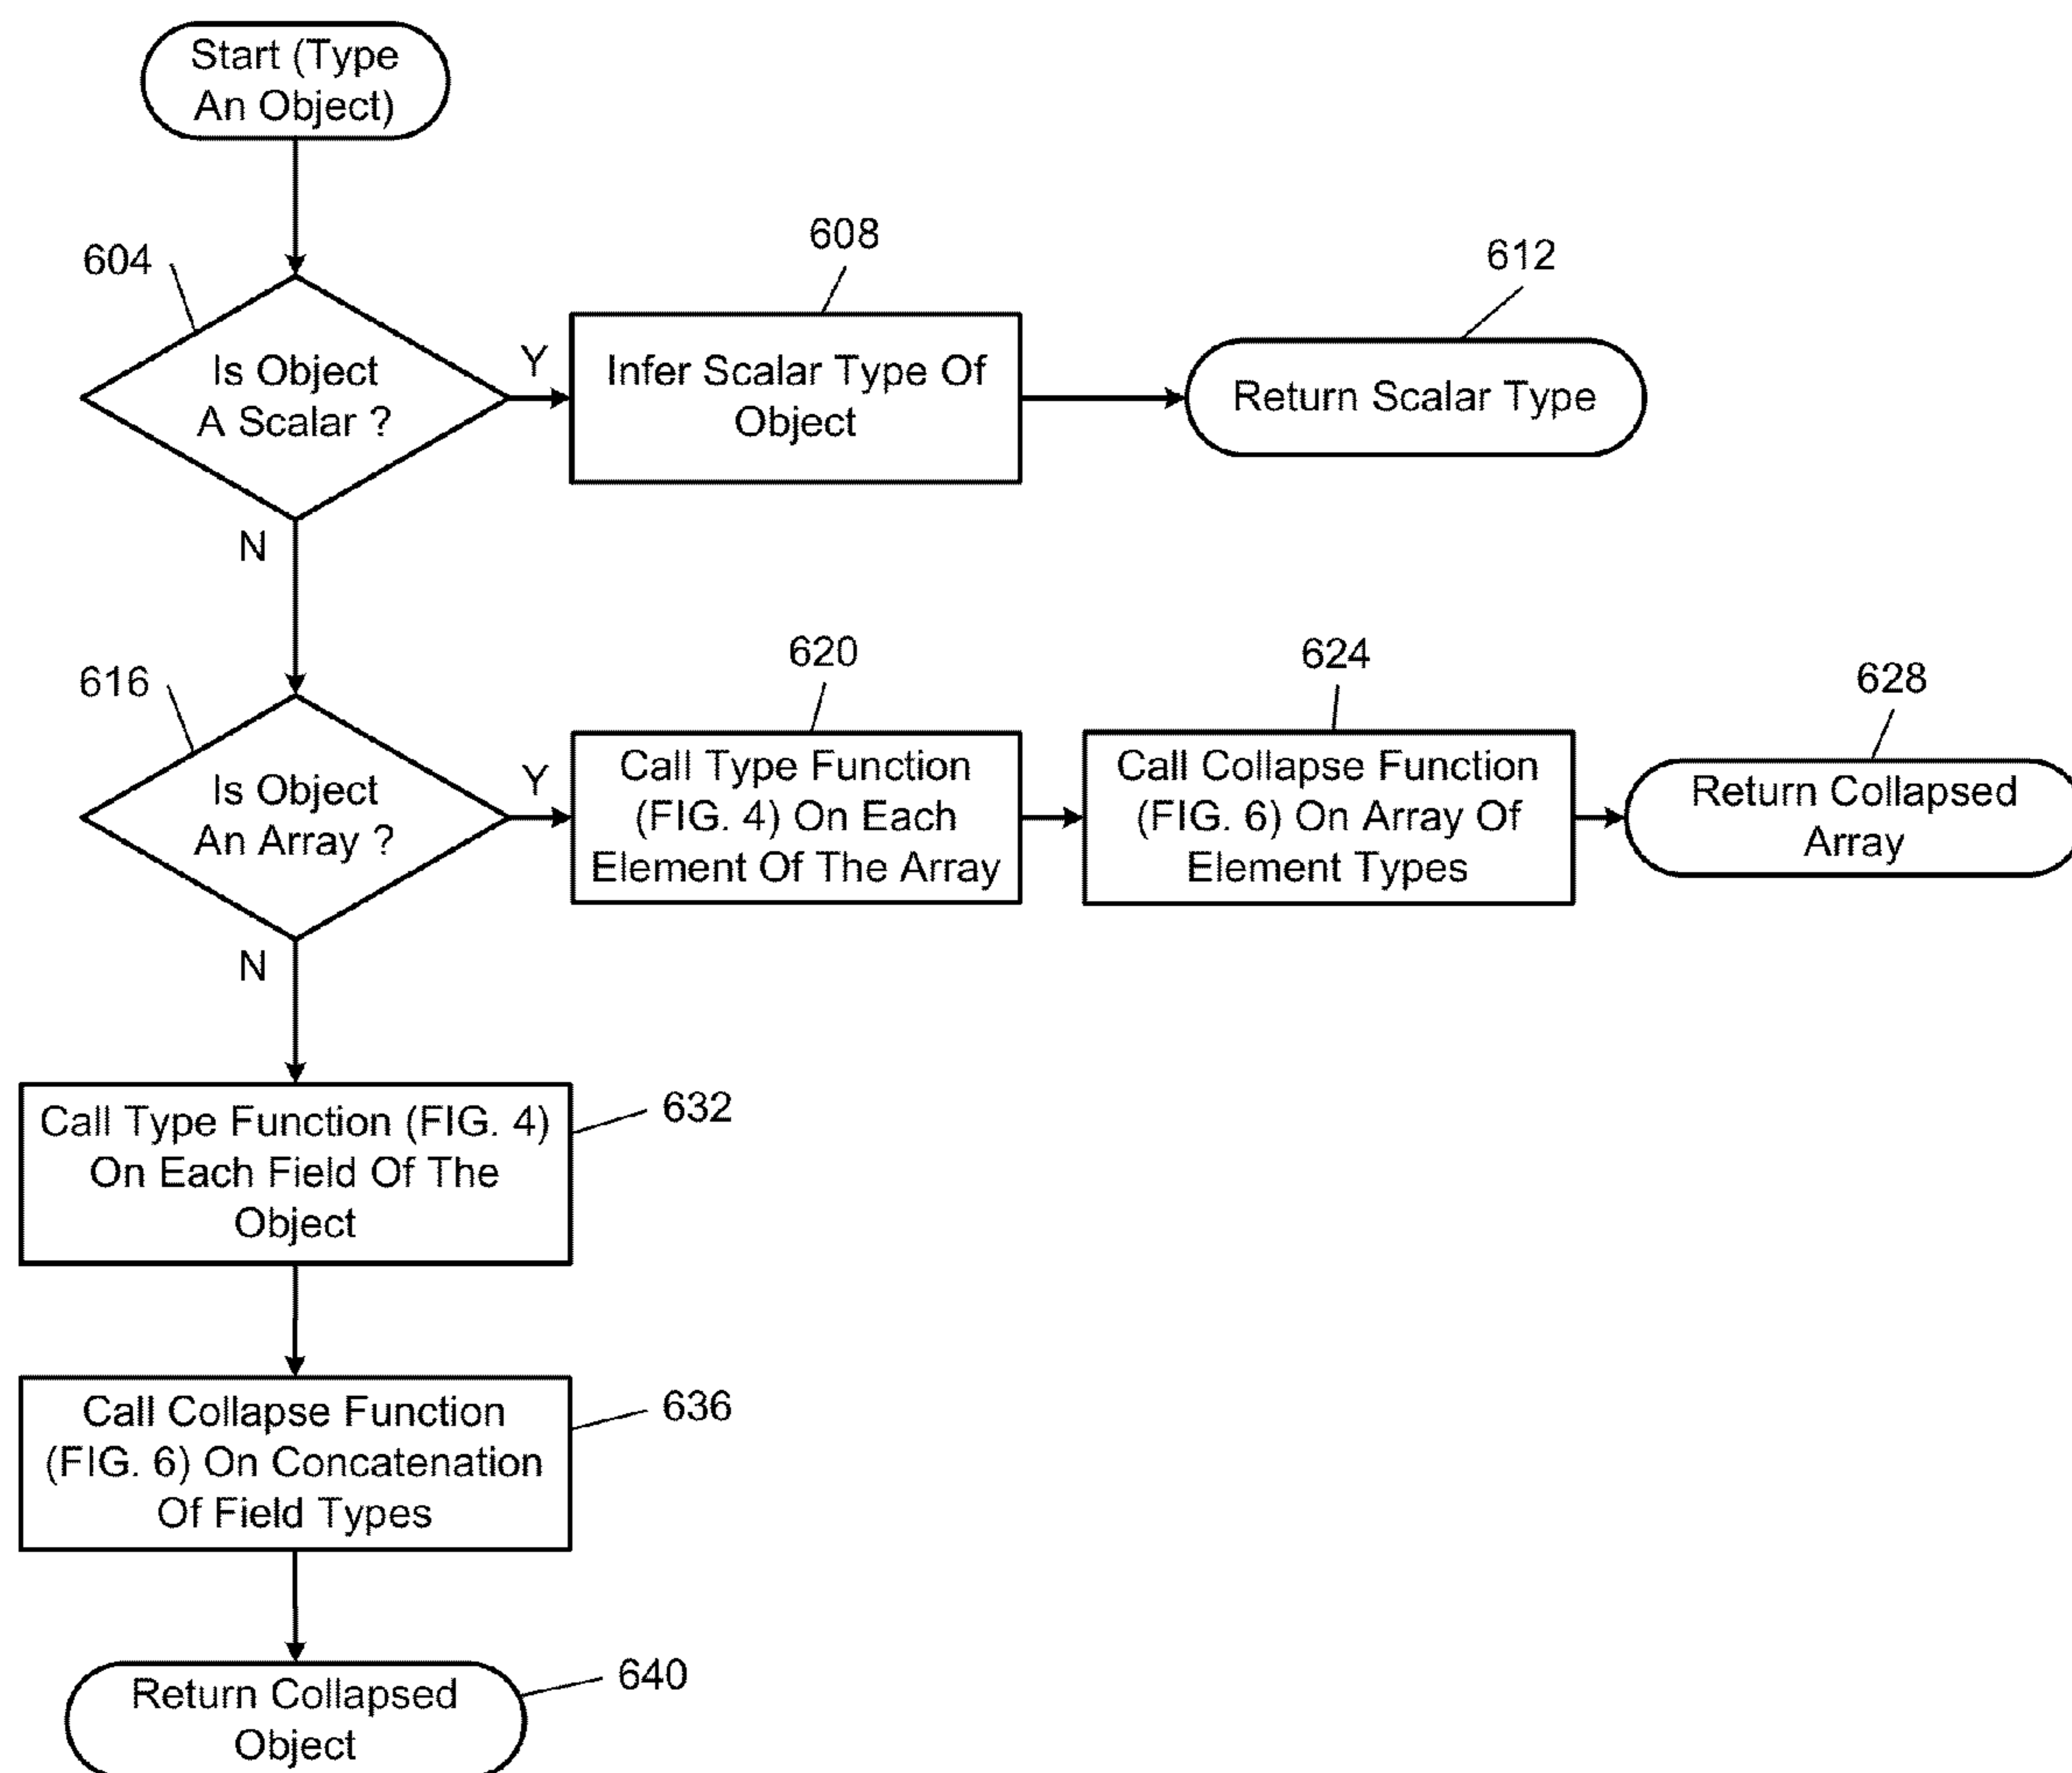 Start (Type
An Object)
604
Is Object
A Scalar ?
Y
608
Infer Scalar Type Of
Object
612
Return Scalar Type
N
616
Is Object
An Array ?
Y
620
Call Type Function
(FIG. 4) On Each
Element Of The Array
624
Call Collapse Function
(FIG. 6) On Array Of
Element Types
628
Return Collapsed
Array
N
632
Call Type Function (FIG. 4)
On Each Field Of The
Object
636
Call Collapse Function
(FIG. 6) On Concatenation
Of Field Types
640
Return Collapsed
Object